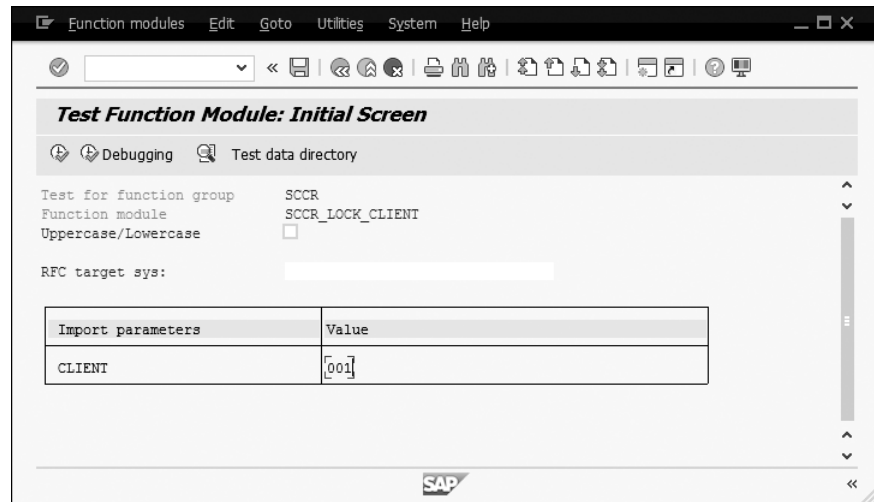 Function modules Edit Goto Utilities System Help
Test Function Module: Initial Screen
Debugging Test data directory
Test for function group SCCR
Function module SCCR_LOCK_CLIENT
Uppercase/Lowercase
RFC target sys:
Import parameters Value
CLIENT 001
SAP